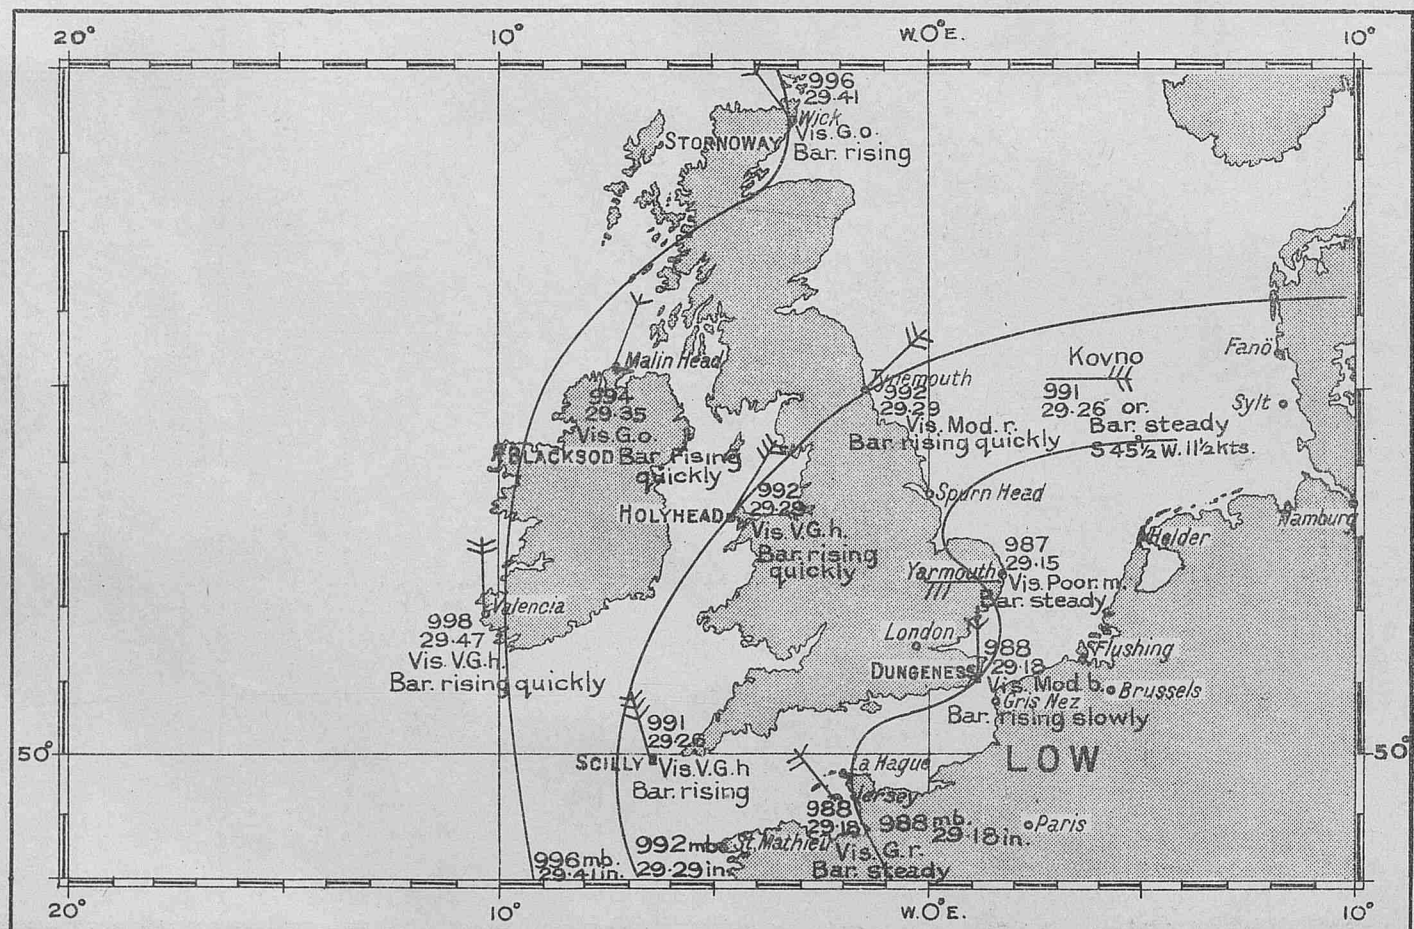 20° 10° W.0°E. 10°
996
29·41
Wick
Vis. G.o.
Bar. rising
STORNOWAY
Malin Head
994
29·35
Vis G.o.
Bar. rising
quickly
BLACKSOD
Tynemouth
992
29·29
Vis. Mod. r.
Bar rising quickly
Kovno
991
29·26 or.
Bar. steady
S 45½ W. 11½ kts.
Fanö
Sylt
HOLYHEAD
992
29·29
Vis V.G.h.
Bar. rising
quickly
Spurn Head
Hamburg
Helder
987
29·15
Yarmouth
Vis. Poor. m.
Bar. steady
Valencia
998
29·47
Vis. V.G.h.
Bar. rising quickly
London
DUNGENESS
988
29·18
Vis. Mod b.
Bar. rising slowly
Gris Nez
Flushing
Brussels
991
29·26
SCILLY
Vis. V.G.h
Bar. rising
50° 50°
LOW
La Hague
Jersey
988
29·18
Vis. G.r.
Bar. steady
988 mb.
29·18 in.
Paris
St. Mathieu
992 mb
29·29 in
996 mb.
29·41 in.
20° 10° W.0°E. 10°